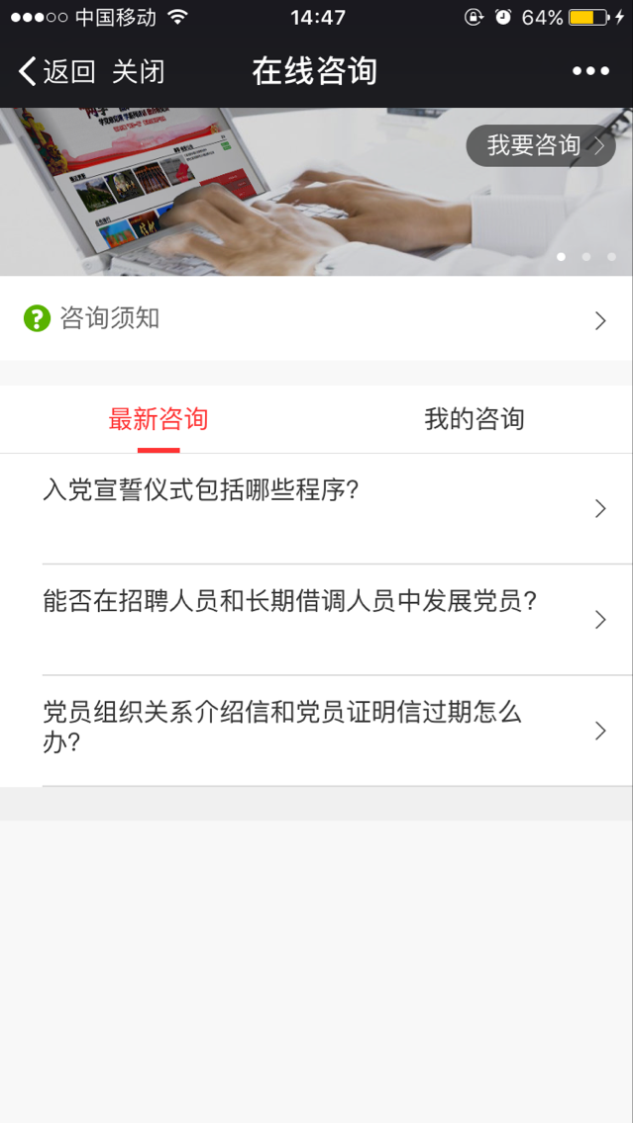 中国移动
14:47
64%
返回 关闭
在线咨询
我要咨询
咨询须知
最新咨询
我的咨询
入党宣誓仪式包括哪些程序?
能否在招聘人员和长期借调人员中发展党员?
党员组织关系介绍信和党员证明信过期怎么
办?